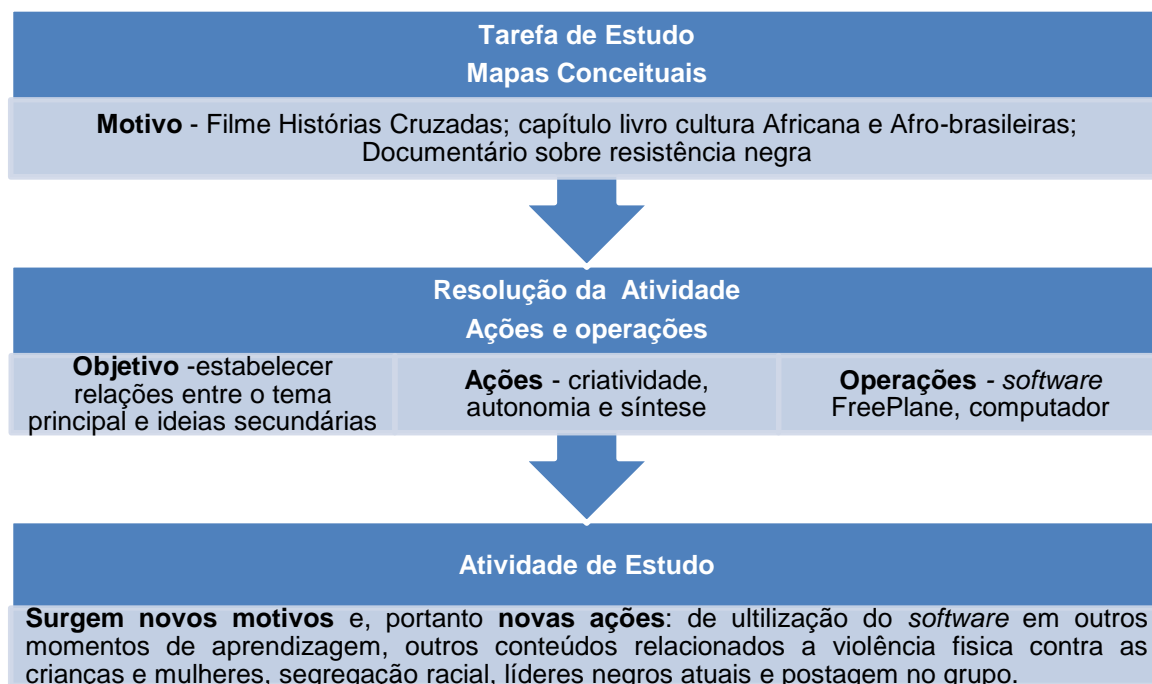 Tarefa de Estudo
Mapas Conceituais
Motivo - Filme Histórias Cruzadas; capítulo livro cultura Africana e Afro-brasileiras;
Documentário sobre resistência negra
Resolução da Atividade
Ações e operações
Objetivo -estabelecer
relações entre o tema
principal e ideias secundárias
Ações - criatividade,
autonomia e síntese
Operações - software
FreePlane, computador
Atividade de Estudo
Surgem novos motivos e, portanto novas ações: de ultilização do software em outros
momentos de aprendizagem, outros conteúdos relacionados a violência fisica contra as
crianças e mulheres, segregação racial, líderes negros atuais e postagem no grupo.